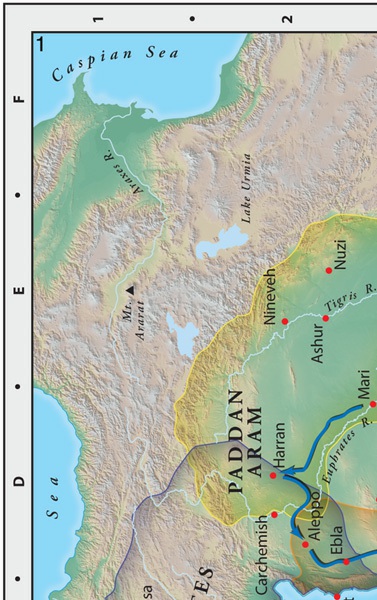 1
2
F
E
D
1
Caspian Sea
Araxes R.
Lake Urmia
Mt.
Ararat
Nineveh
Nuzi
Ashur
Tigris R.
PADDAN
ARAM
Harran
Mari
Euphrates R.
Carchemish
Aleppo
Ebla
Sea